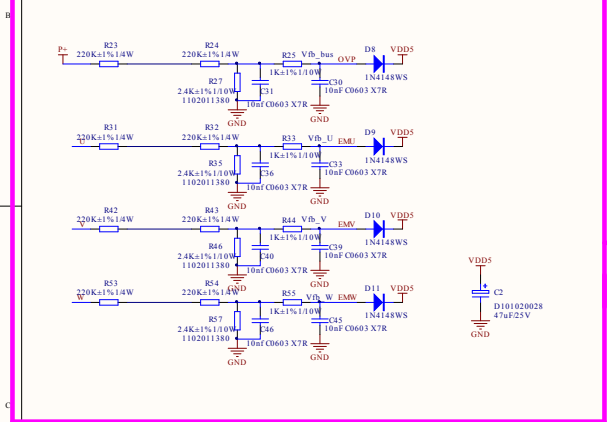 B
P+
R23
220K±1%1/4W
R24
220K±1%1/4W
R25
Vfb_bus
OVP
D8
VDD5
1K±1%1/10W
1N4148WS
R27
2.4K±1%1/10W
1102011380
C31
10nf C0603 X7R
C30
10nF C0603 X7R
GND
GND
U
R31
220K±1%1/4W
R32
220K±1%1/4W
R33
Vfb_U
EMU
D9
VDD5
1K±1%1/10W
1N4148WS
R35
2.4K±1%1/10W
1102011380
C36
10nf C0603 X7R
C33
10nF C0603 X7R
GND
GND
V
R42
220K±1%1/4W
R43
220K±1%1/4W
R44
Vfb_V
EMV
D10
VDD5
1K±1%1/10W
1N4148WS
R46
2.4K±1%1/10W
1102011380
C40
10nf C0603 X7R
C39
10nF C0603 X7R
GND
GND
W
R53
220K±1%1/4W
R54
220K±1%1/4W
R55
Vfb_W
EMW
D11
VDD5
1K±1%1/10W
1N4148WS
R57
2.4K±1%1/10W
1102011380
C46
10nf C0603 X7R
C45
10nF C0603 X7R
GND
GND
VDD5
+
C2
D101020028
47uF/25V
GND
C